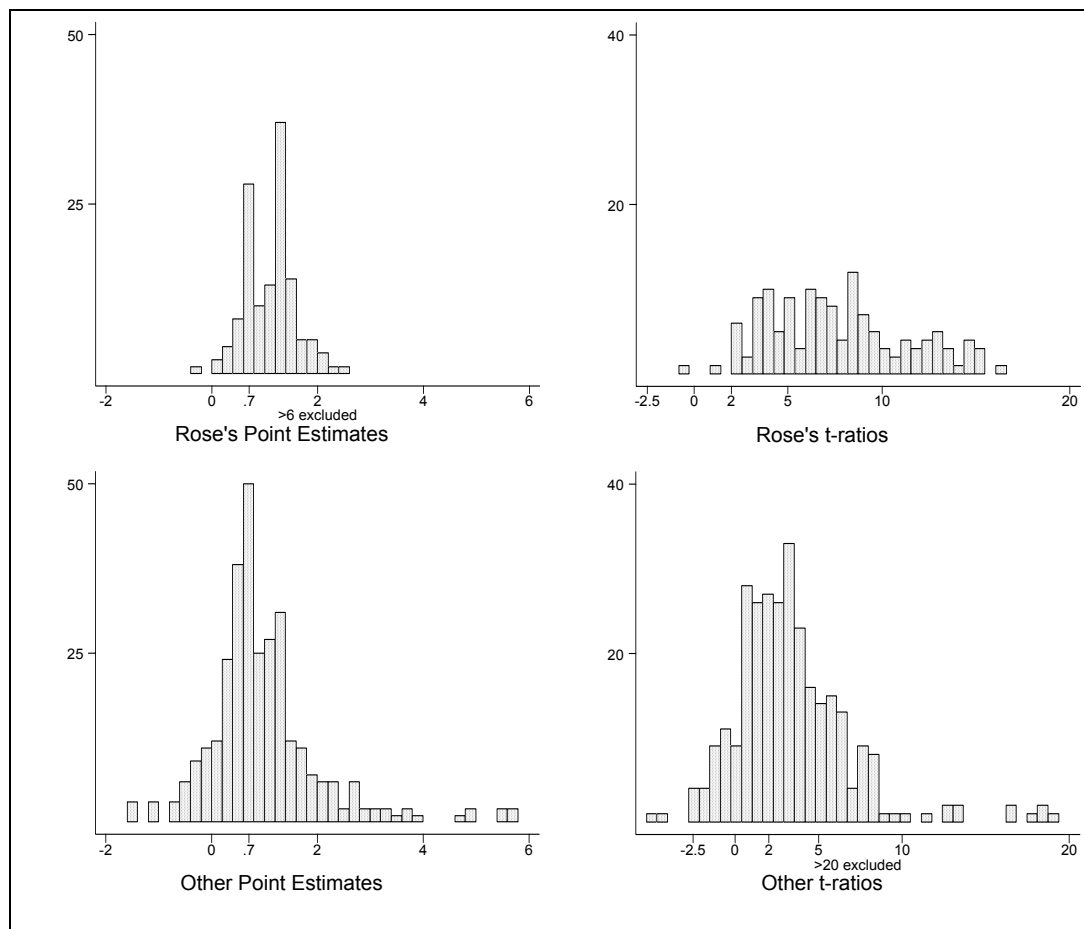 50
25
-2 0 .7 2 4 6
>6 excluded
Rose's Point Estimates
40
20
-2.5 0 2 5 10 20
Rose's t-ratios
50
25
-2 0 .7 2 4 6
Other Point Estimates
40
20
-2.5 0 2 5 10 20
>20 excluded
Other t-ratios